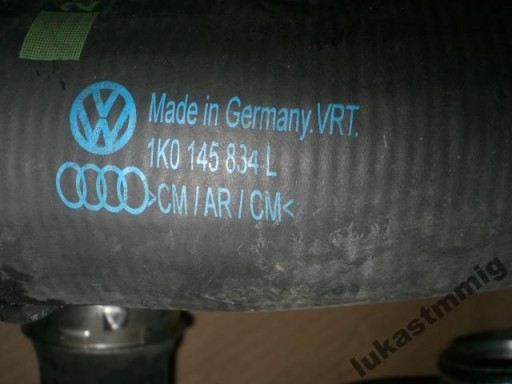 Made in Germany.VRT.
1K0 145 834 L
>CM/AR/CM<
lukastmmig